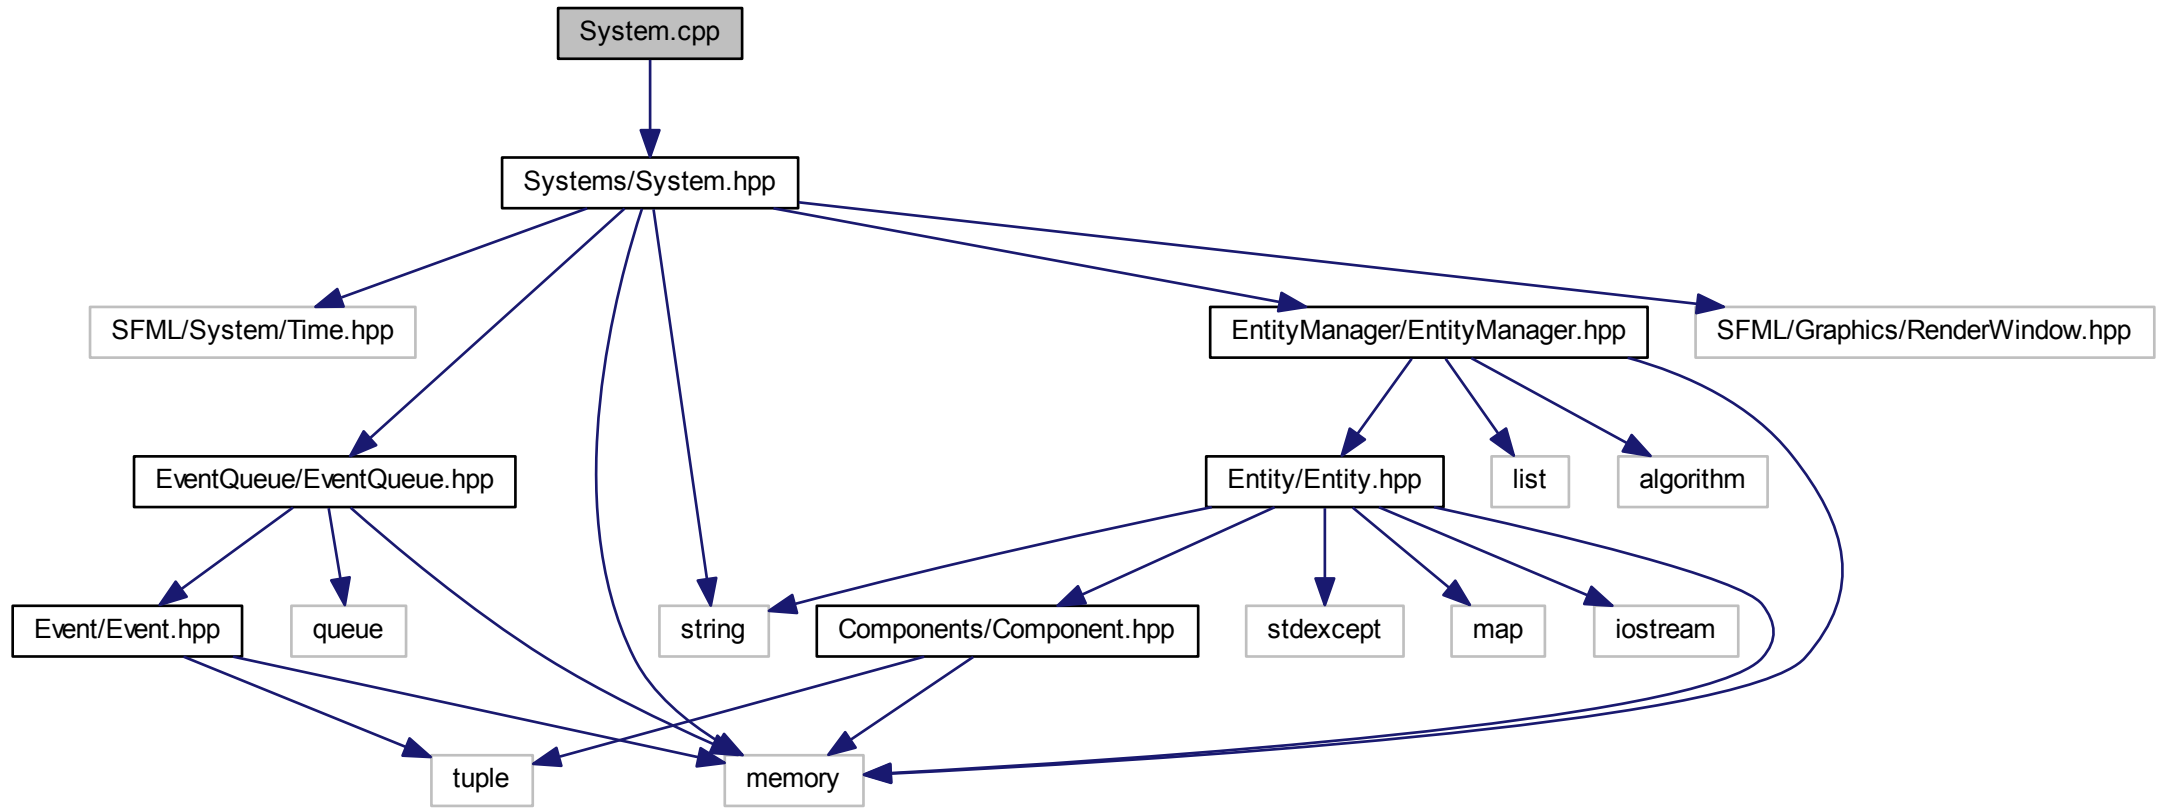 System.cpp
Systems/System.hpp
SFML/System/Time.hpp
EntityManager/EntityManager.hpp
SFML/Graphics/RenderWindow.hpp
EventQueue/EventQueue.hpp
Entity/Entity.hpp
list
algorithm
Event/Event.hpp
queue
string
Components/Component.hpp
stdexcept
map
iostream
tuple
memory